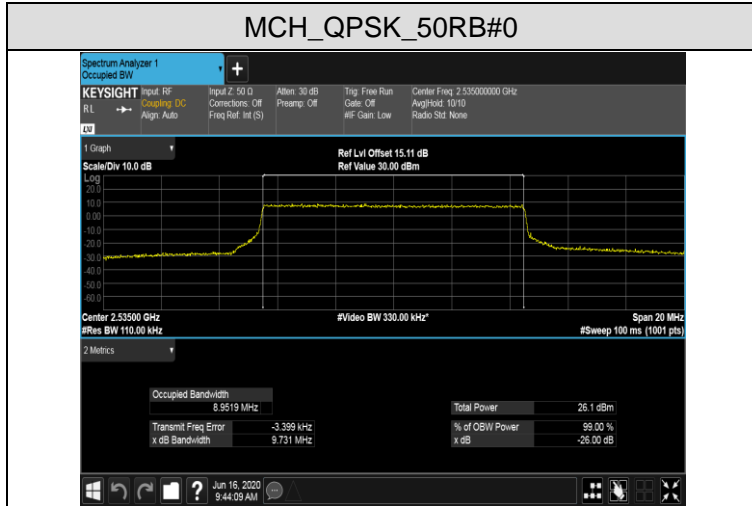 MCH_QPSK_50RB#0
Spectrum Analyzer 1
Occupied BW
+
KEYSIGHT
RL
LXI
Input: RF
Coupling: DC
Align: Auto
Input Z: 50 Ω
Corrections: Off
Freq Ref: Int (S)
Atten: 30 dB
Preamp: Off
Trig: Free Run
Gate: Off
#IF Gain: Low
Center Freq: 2.535000000 GHz
Avg|Hold: 10/10
Radio Std: None
1 Graph
Scale/Div 10.0 dB
Ref Lvl Offset 15.11 dB
Ref Value 30.00 dBm
Log
20.0
10.0
0.00
-10.0
-20.0
-30.0
-40.0
-50.0
-60.0
Center 2.53500 GHz
#Video BW 330.00 kHz*
Span 20 MHz
#Res BW 110.00 kHz
#Sweep 100 ms (1001 pts)
2 Metrics
Occupied Bandwidth
8.9519 MHz
Total Power 26.1 dBm
Transmit Freq Error -3.399 kHz
% of OBW Power 99.00 %
x dB Bandwidth 9.731 MHz
x dB -26.00 dB
?
Jun 16, 2020
9:44:09 AM